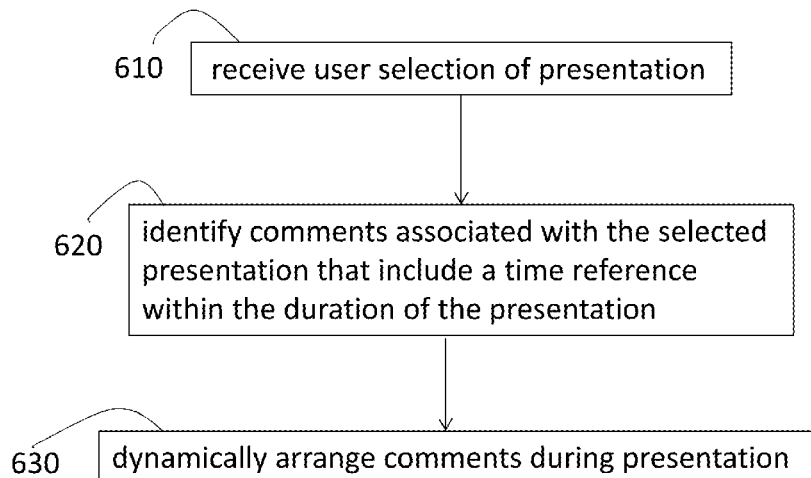 610
receive user selection of presentation
620
identify comments associated with the selected
presentation that include a time reference
within the duration of the presentation
630
dynamically arrange comments during presentation